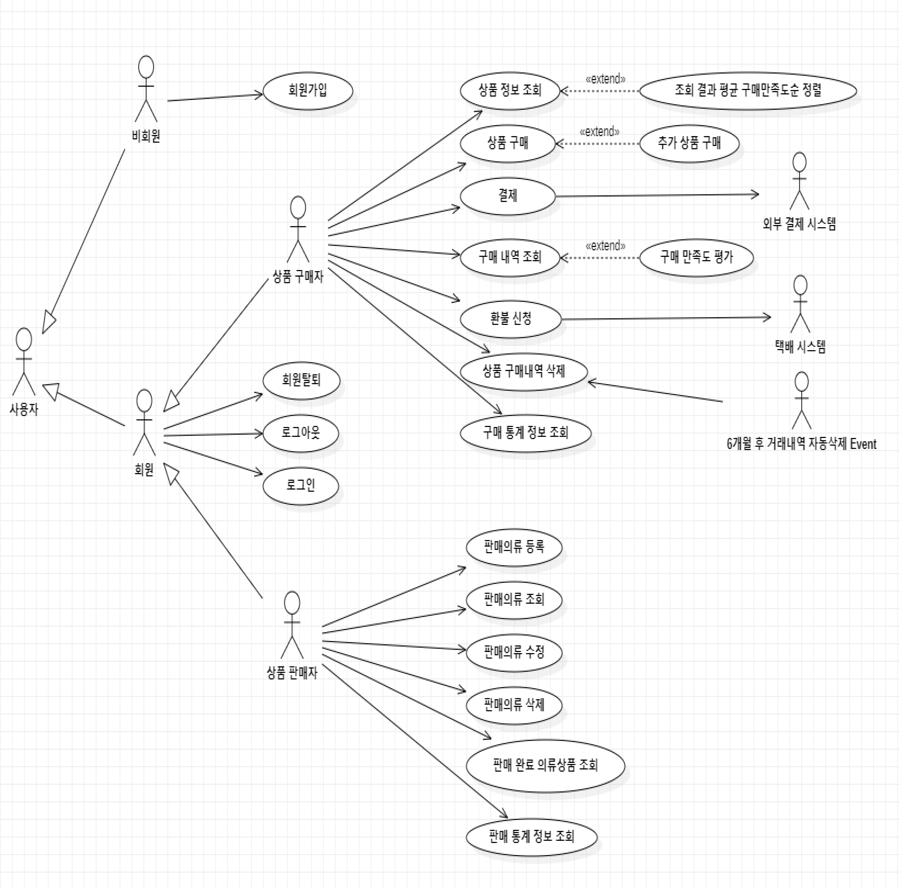 비회원
회원가입
상품 구매자
상품 정보 조회
«extend»
조회 결과 평균 구매만족도순 정렬
상품 구매
«extend»
추가 상품 구매
결제
외부 결제 시스템
구매 내역 조회
«extend»
구매 만족도 평가
환불 신청
택배 시스템
상품 구매내역 삭제
6개월 후 거래내역 자동삭제 Event
구매 통계 정보 조회
사용자
회원
회원탈퇴
로그아웃
로그인
상품 판매자
판매의류 등록
판매의류 조회
판매의류 수정
판매의류 삭제
판매 완료 의류상품 조회
판매 통계 정보 조회